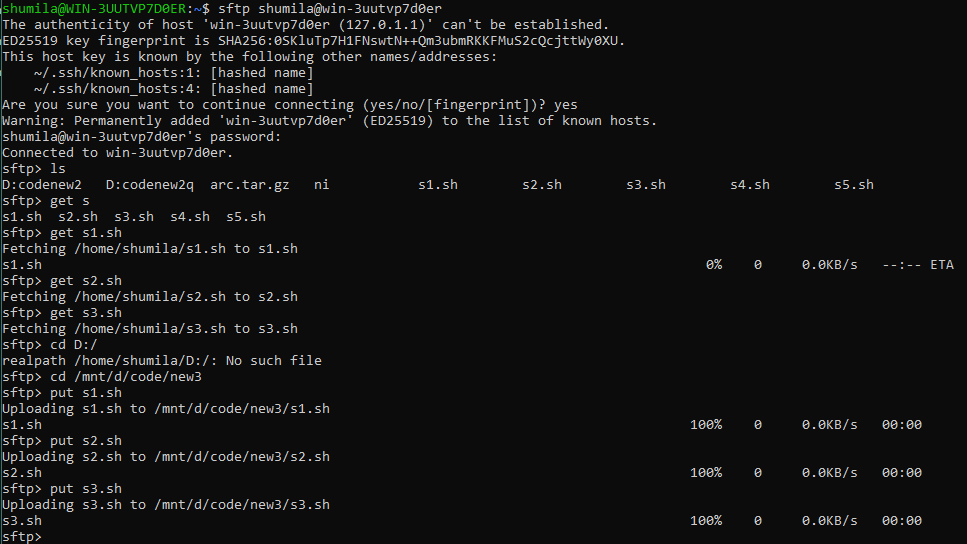 shumila@WIN-3UUTVP7D0ER:~$ sftp shumila@win-3uutvp7d0er
The authenticity of host 'win-3uutvp7d0er (127.0.1.1)' can't be established.
ED25519 key fingerprint is SHA256:0SKluTp7H1FNswtN++Qm3ubmRKKFMuS2cQcjttWy0XU.
This host key is known by the following other names/addresses:
    ~/.ssh/known_hosts:1: [hashed name]
    ~/.ssh/known_hosts:4: [hashed name]
Are you sure you want to continue connecting (yes/no/[fingerprint])? yes
Warning: Permanently added 'win-3uutvp7d0er' (ED25519) to the list of known hosts.
shumila@win-3uutvp7d0er's password:
Connected to win-3uutvp7d0er.
sftp> ls
D:codenew2   D:codenew2q  arc.tar.gz   ni           s1.sh        s2.sh        s3.sh        s4.sh        s5.sh
sftp> get s
s1.sh  s2.sh  s3.sh  s4.sh  s5.sh
sftp> get s1.sh
Fetching /home/shumila/s1.sh to s1.sh
s1.sh                                                                                   0%    0     0.0KB/s   --:-- ETA
sftp> get s2.sh
Fetching /home/shumila/s2.sh to s2.sh
sftp> get s3.sh
Fetching /home/shumila/s3.sh to s3.sh
sftp> cd D:/
realpath /home/shumila/D:/: No such file
sftp> cd /mnt/d/code/new3
sftp> put s1.sh
Uploading s1.sh to /mnt/d/code/new3/s1.sh
s1.sh                                                                                 100%    0     0.0KB/s   00:00
sftp> put s2.sh
Uploading s2.sh to /mnt/d/code/new3/s2.sh
s2.sh                                                                                 100%    0     0.0KB/s   00:00
sftp> put s3.sh
Uploading s3.sh to /mnt/d/code/new3/s3.sh
s3.sh                                                                                 100%    0     0.0KB/s   00:00
sftp>